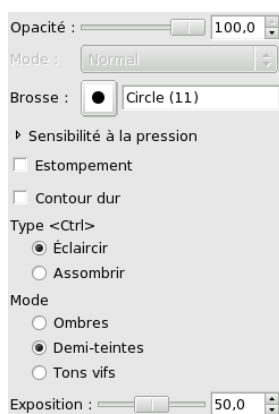 Opacité : 100,0
Mode : Normal
Brosse : Circle (11)
Sensibilité à la pression
Estompement
Contour dur
Type <Ctrl>
Éclaircir
Assombrir
Mode
Ombres
Demi-teintes
Tons vifs
Exposition : 50,0